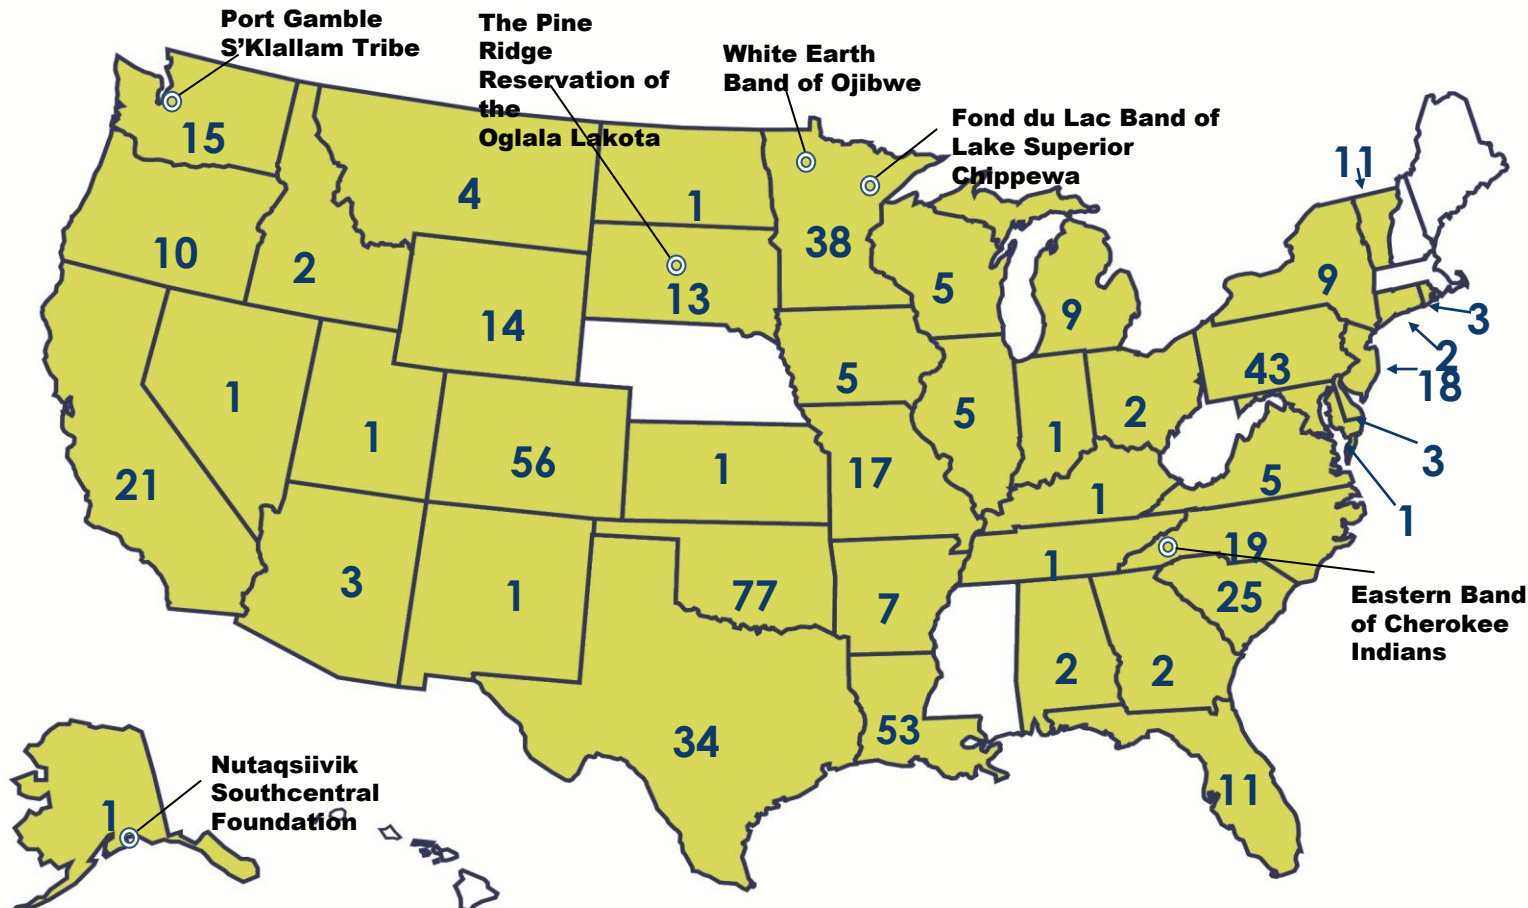 Port Gamble
S’Klallam Tribe
The Pine
Ridge
Reservation of
the
Oglala Lakota
White Earth
Band of Ojibwe
Fond du Lac Band of
Lake Superior
Chippewa
11
15
4
1
38
10
2
13
5
9
9
3
14
2
18
43
5
1
1
5
1
2
56
1
17
3
21
5
1
1
3
1
77
7
1
19
25
Eastern Band
of Cherokee
Indians
2
2
34
53
11
Nutaqsiivik
Southcentral
Foundation
1